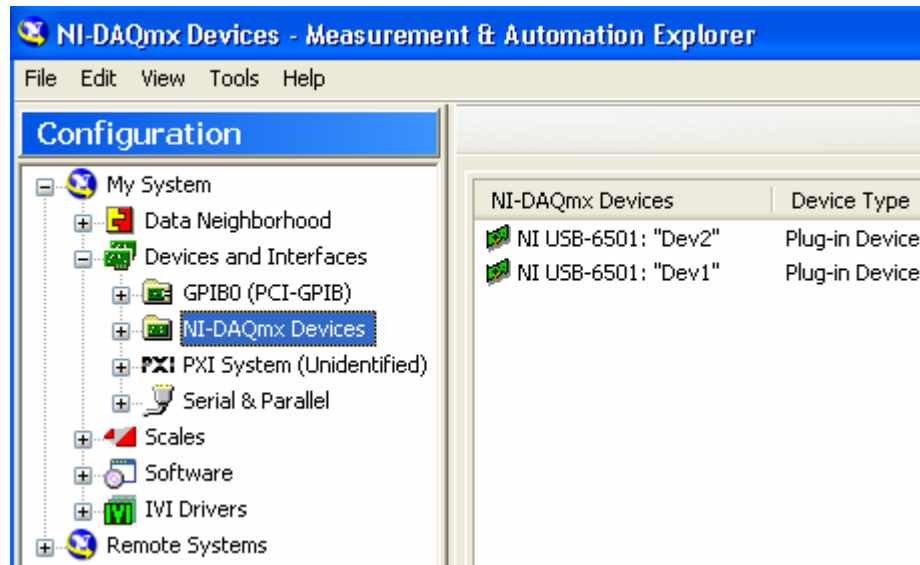 NI-DAQmx Devices - Measurement & Automation Explorer
File Edit View Tools Help
Configuration
My System
Data Neighborhood
Devices and Interfaces
GPIB0 (PCI-GPIB)
NI-DAQmx Devices
PXI PXI System (Unidentified)
Serial & Parallel
Scales
Software
IVI Drivers
Remote Systems
NI-DAQmx Devices Device Type
NI USB-6501: "Dev2" Plug-in Device
NI USB-6501: "Dev1" Plug-in Device